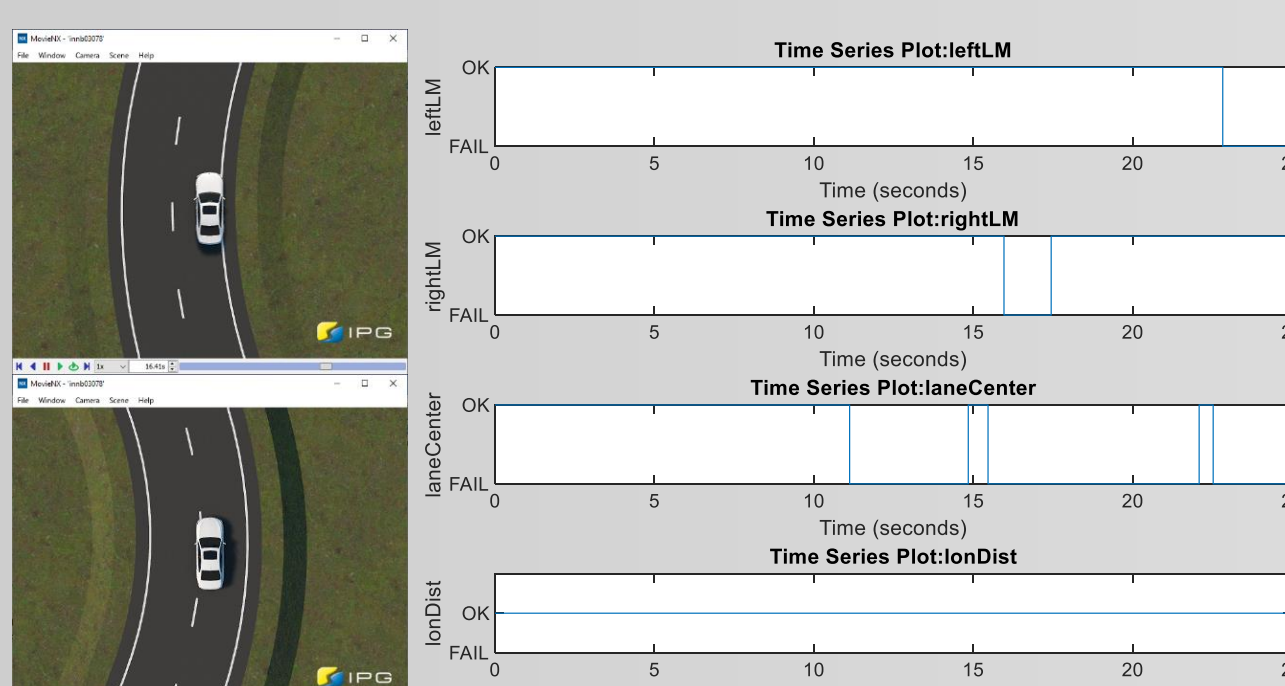 MovieNX - 'innb03078'
File Window Camera Scene Help
IPG
1x 16.41s
MovieNX - 'innb03078'
File Window Camera Scene Help
IPG
Time Series Plot:leftLM
leftLM
OK
FAIL
0 5 10 15 20
Time (seconds)
Time Series Plot:rightLM
rightLM
OK
FAIL
0 5 10 15 20
Time (seconds)
Time Series Plot:laneCenter
laneCenter
OK
FAIL
0 5 10 15 20
Time (seconds)
Time Series Plot:lonDist
lonDist
OK
FAIL
0 5 10 15 20